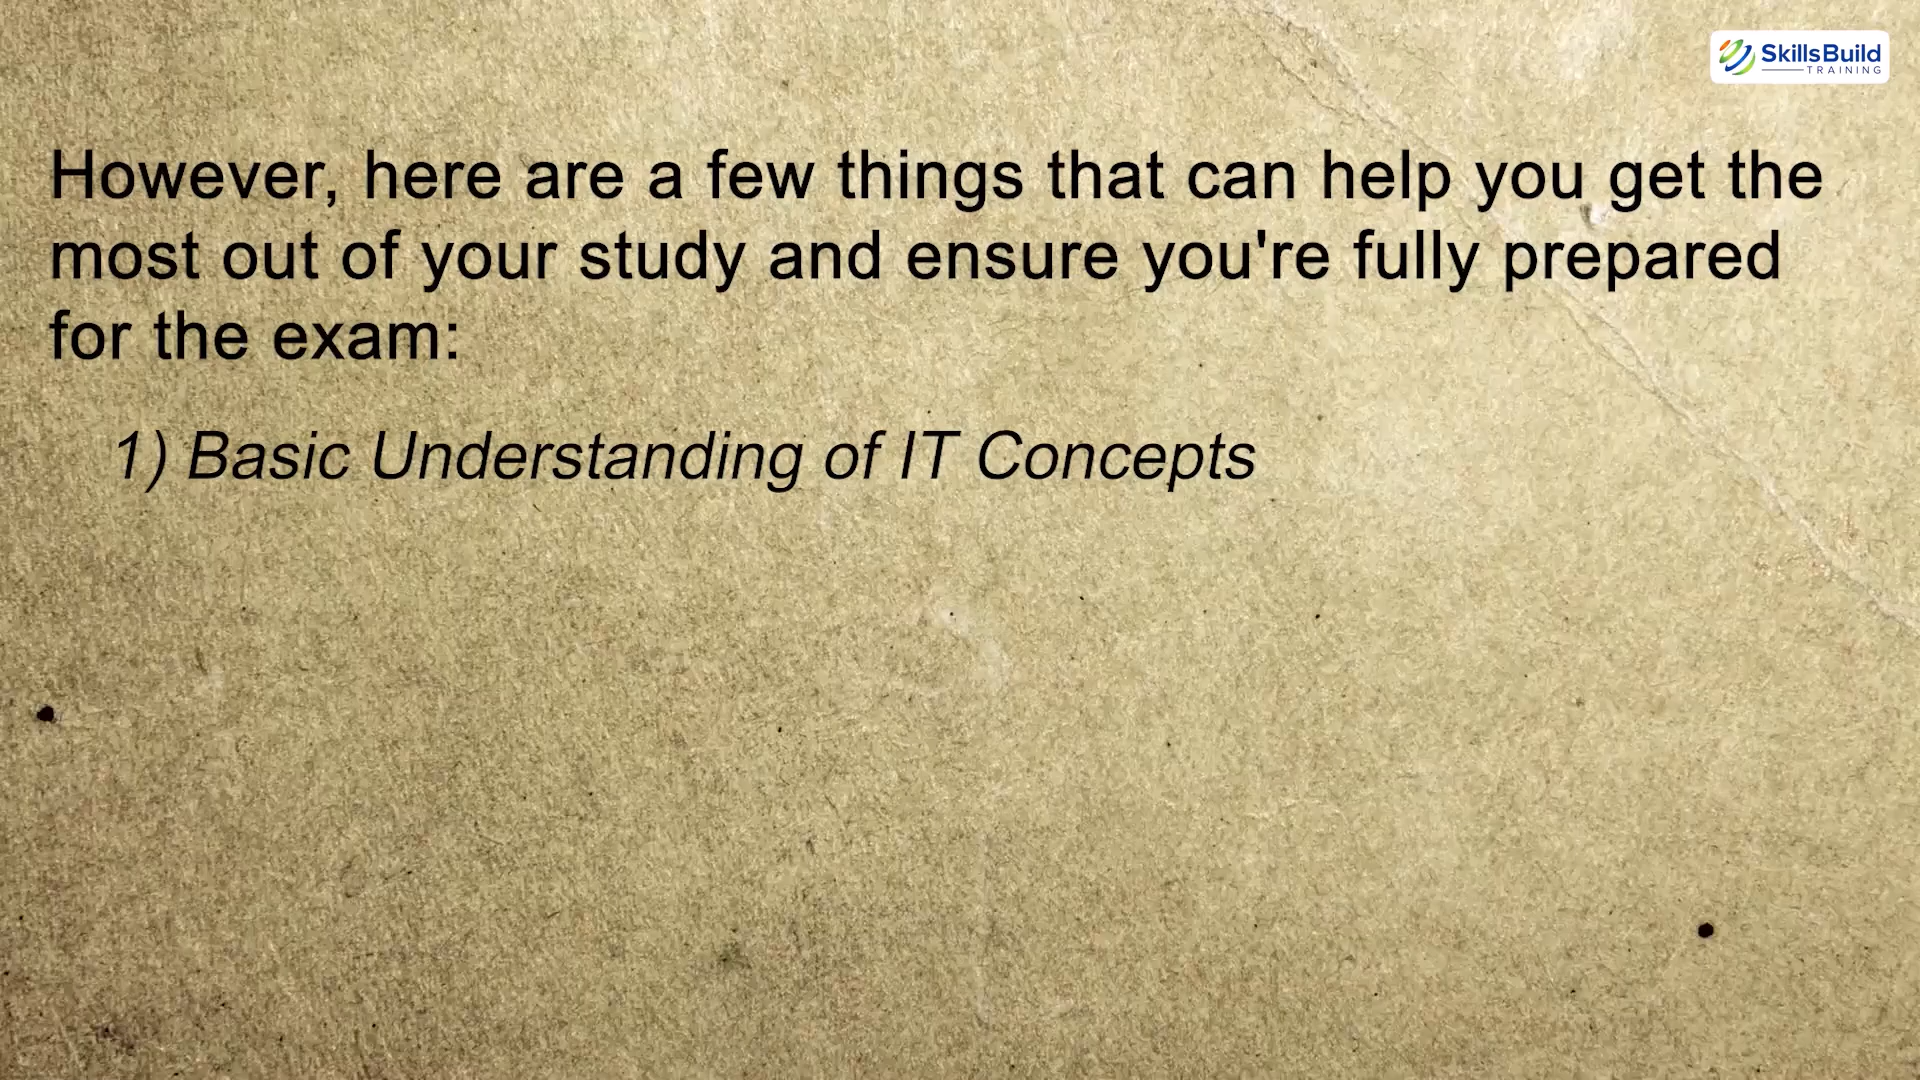 SkillsBuild
TRAINING
However, here are a few things that can help you get the
most out of your study and ensure you're fully prepared
for the exam:
1) Basic Understanding of IT Concepts